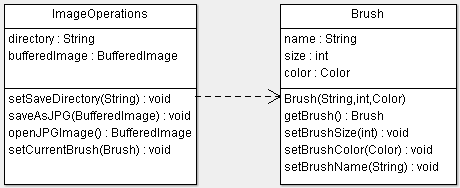 ImageOperations
directory : String
bufferedImage : BufferedImage
setSaveDirectory(String) : void
saveAsJPG(BufferedImage) : void
openJPGImage() : BufferedImage
setCurrentBrush(Brush) : void
Brush
name : String
size : int
color : Color
Brush(String,int,Color)
getBrush() : Brush
setBrushSize(int) : void
setBrushColor(Color) : void
setBrushName(String) : void